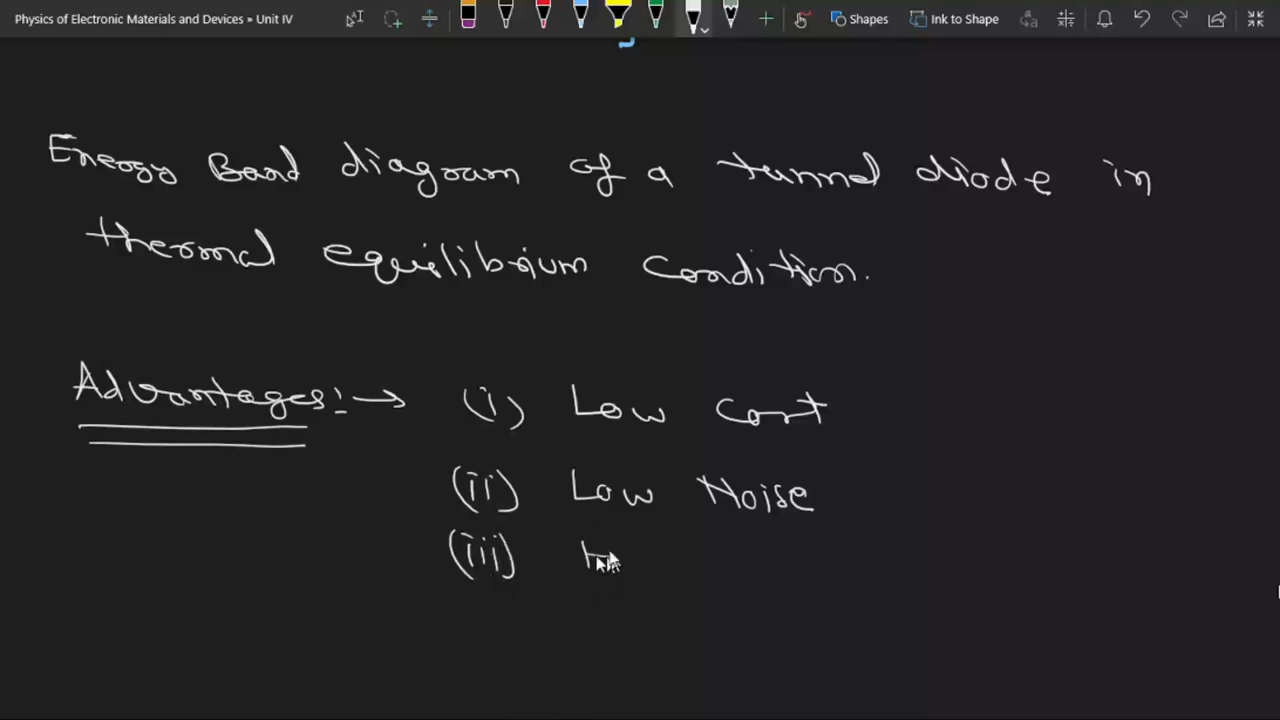 Physics of Electronic Materials and Devices » Unit IV
Shapes
Ink to Shape
Energy Band diagram of a tunnel diode in
thermal equilibrium Condition.
Advantages:→ (i) Low Cost
(ii) Low Noise
(iii)